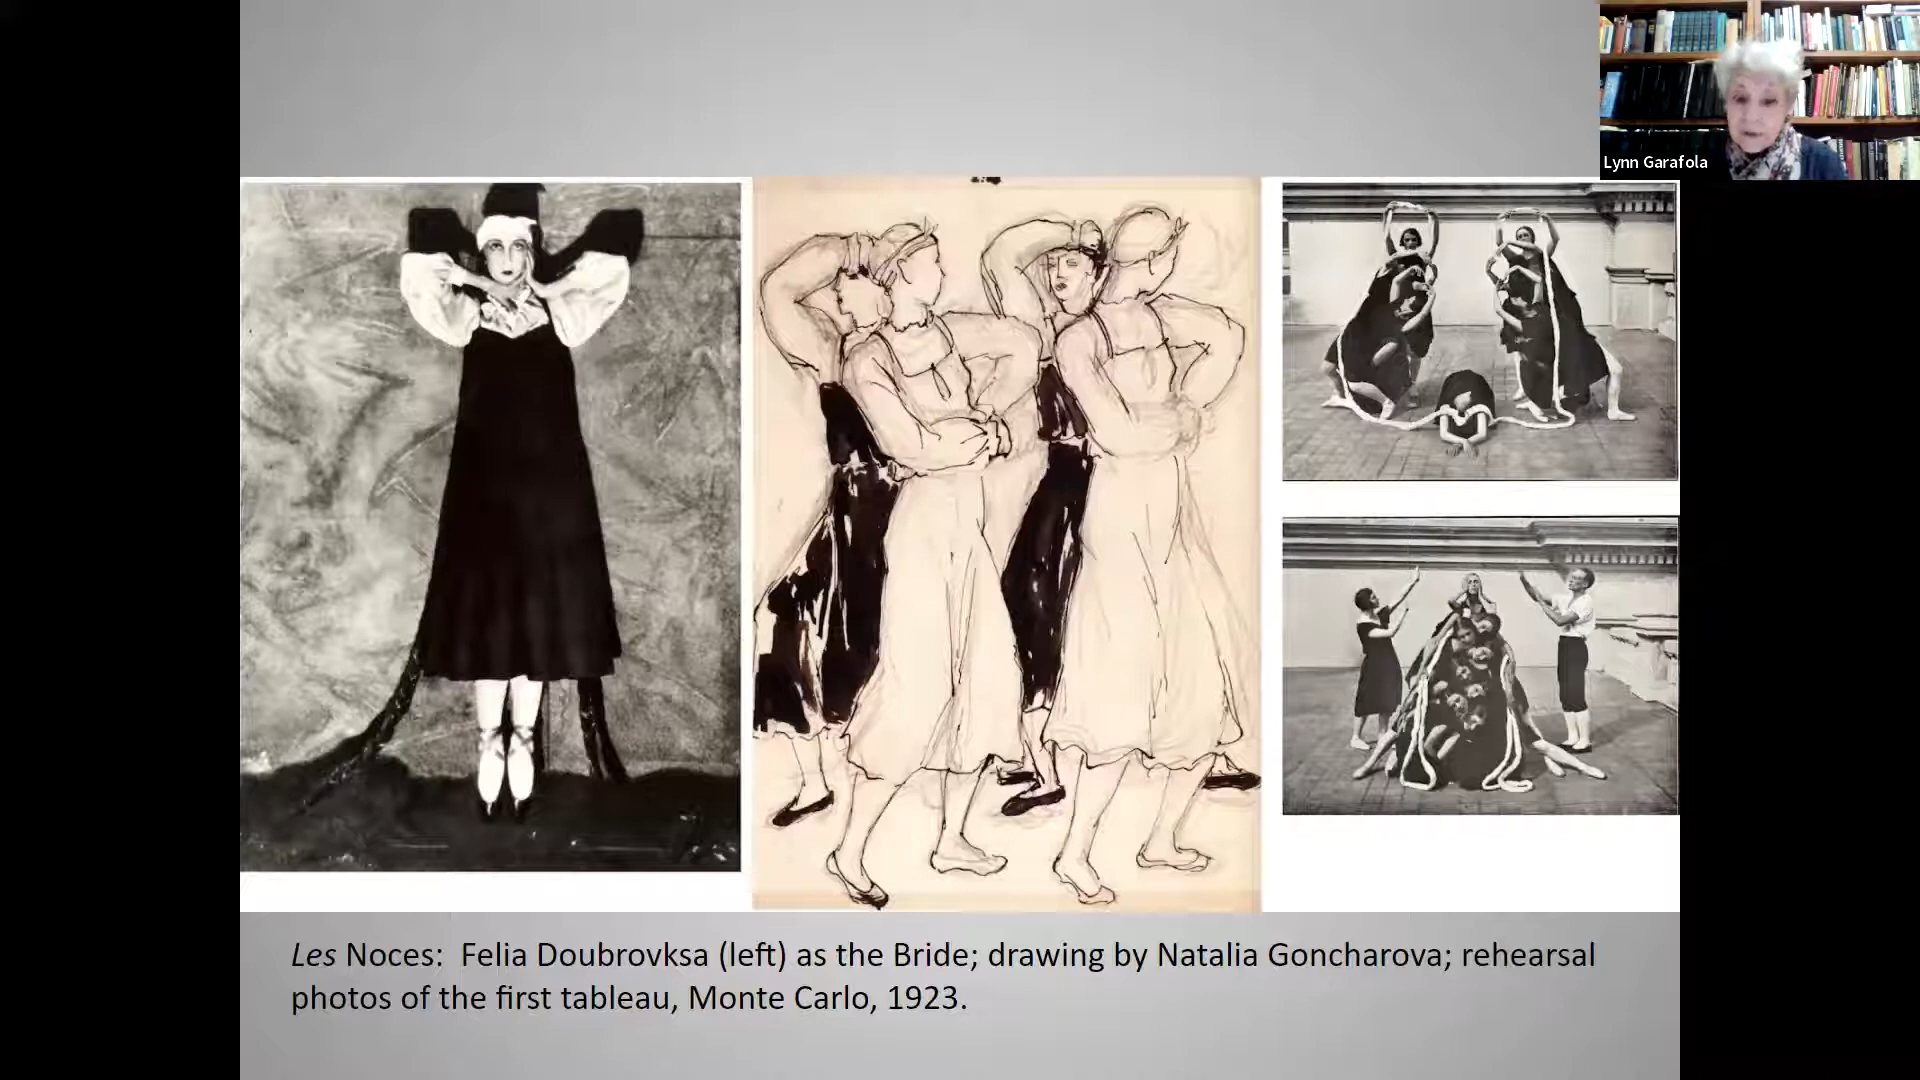 Lynn Garafola
Les Noces:  Felia Doubrovksa (left) as the Bride; drawing by Natalia Goncharova; rehearsal
photos of the first tableau, Monte Carlo, 1923.